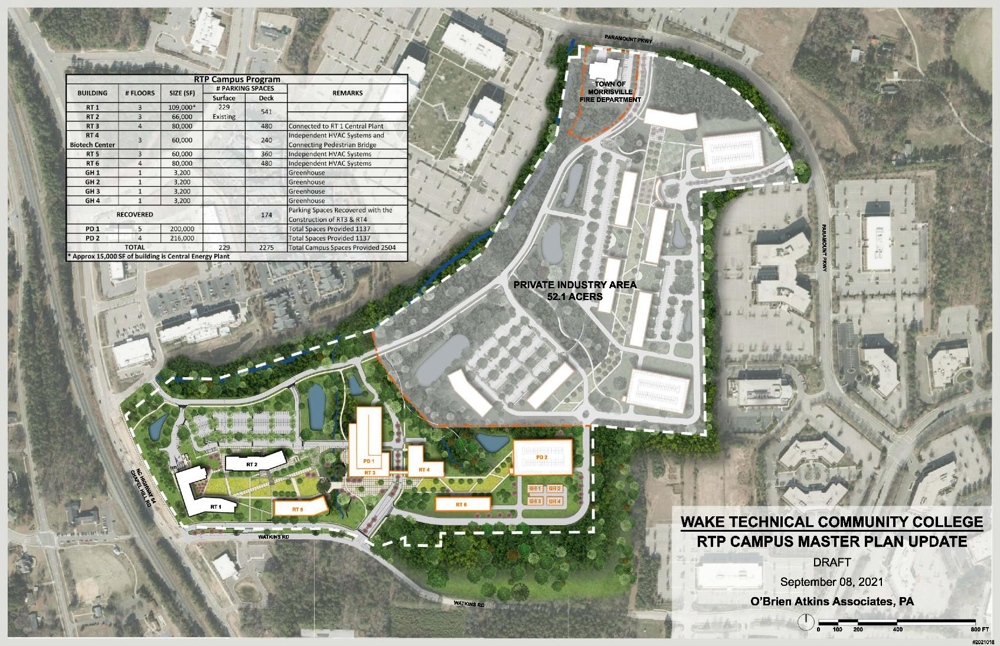 PARAMOUNT PKWY
TOWN OF
MORRISVILLE
FIRE DEPARTMENT
RTP Campus Program
BUILDING # FLOORS SIZE (SF) # PARKING SPACES REMARKS
Surface Deck
RT 1 3 109,000* 229 541
RT 2 3 66,000 Existing
RT 3 4 80,000 480 Connected to RT 1 Central Plant
RT 4 3 60,000 240 Independent HVAC Systems and
Biotech Center Connecting Pedestrian Bridge
RT 5 3 60,000 360 Independent HVAC Systems
RT 6 4 80,000 480 Independent HVAC Systems
GH 1 1 3,200 Greenhouse
GH 2 1 3,200 Greenhouse
GH 3 1 3,200 Greenhouse
GH 4 1 3,200 Greenhouse
RECOVERED 174 Parking Spaces Recovered with the
Construction of RT3 & RT4
PD 1 5 200,000 Total Spaces Provided 1137
PD 2 4 216,000 Total Spaces Provided 1137
TOTAL 229 2275 Total Campus Spaces Provided 2504
* Approx 15,000 SF of building is Central Energy Plant
PARAMOUNT PKWY
PRIVATE INDUSTRY AREA
52.1 ACERS
PD 1
RT 3
RT 4
PD 2
RT 2
RT 1
RT 5
RT 6
GH 1 GH 2
GH 3 GH 4
NC HIGHWAY 54
CHAPEL HILL RD
WATKINS RD
WATKINS RD
WAKE TECHNICAL COMMUNITY COLLEGE
RTP CAMPUS MASTER PLAN UPDATE
DRAFT
September 08, 2021
O'Brien Atkins Associates, PA
0 100 200 400 800 FT
#2021018